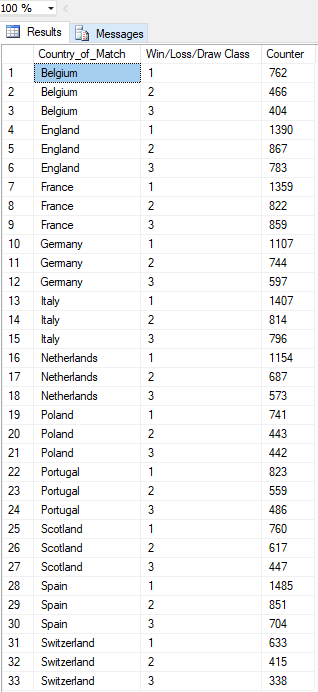 100 %
Results Messages
Country_of_Match Win/Loss/Draw Class Counter
1 Belgium 1 762
2 Belgium 2 466
3 Belgium 3 404
4 England 1 1390
5 England 2 867
6 England 3 783
7 France 1 1359
8 France 2 822
9 France 3 859
10 Germany 1 1107
11 Germany 2 744
12 Germany 3 597
13 Italy 1 1407
14 Italy 2 814
15 Italy 3 796
16 Netherlands 1 1154
17 Netherlands 2 687
18 Netherlands 3 573
19 Poland 1 741
20 Poland 2 443
21 Poland 3 442
22 Portugal 1 823
23 Portugal 2 559
24 Portugal 3 486
25 Scotland 1 760
26 Scotland 2 617
27 Scotland 3 447
28 Spain 1 1485
29 Spain 2 851
30 Spain 3 704
31 Switzerland 1 633
32 Switzerland 2 415
33 Switzerland 3 338